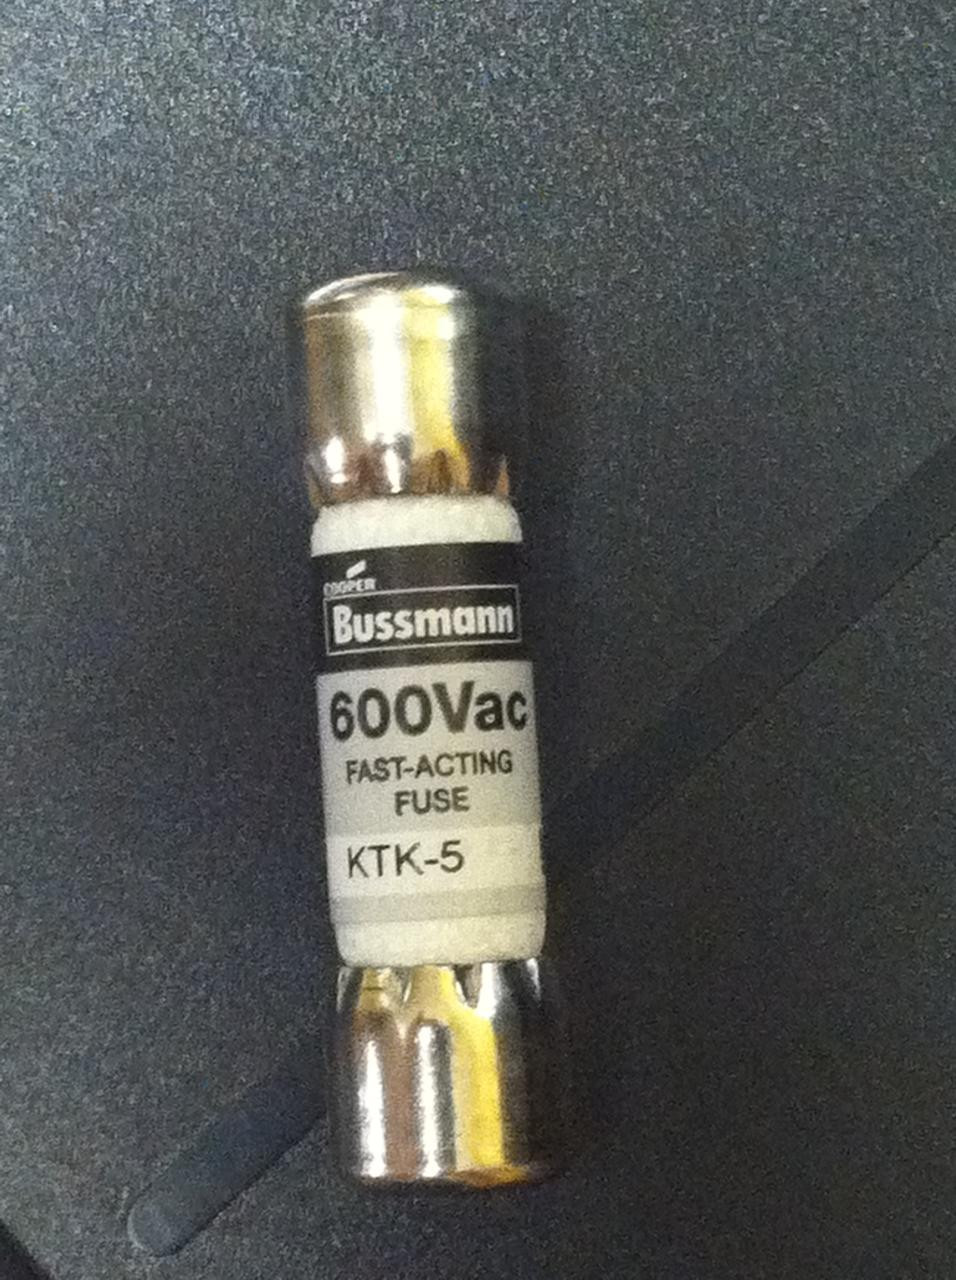 COOPER
Bussmann
600Vac
FAST-ACTING
FUSE
KTK-5